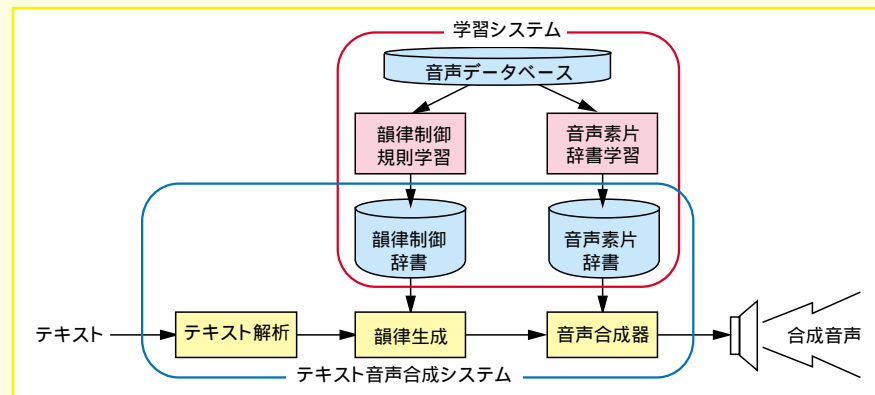 学習システム
音声データベース
韻律制御
規則学習
音声素片
辞書学習
韻律制御
辞書
音声素片
辞書
テキスト
テキスト解析
韻律生成
音声合成器
合成音声
テキスト音声合成システム